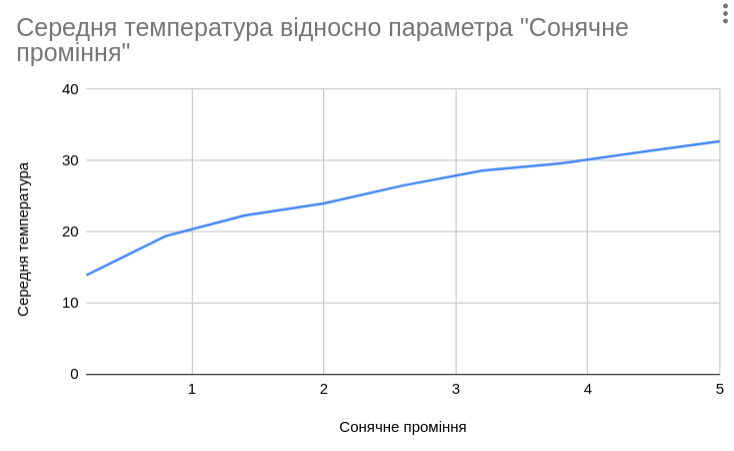 Середня температура відносно параметра "Сонячне
проміння"
40
30
20
10
0
Середня температура
1 2 3 4 5
Сонячне проміння